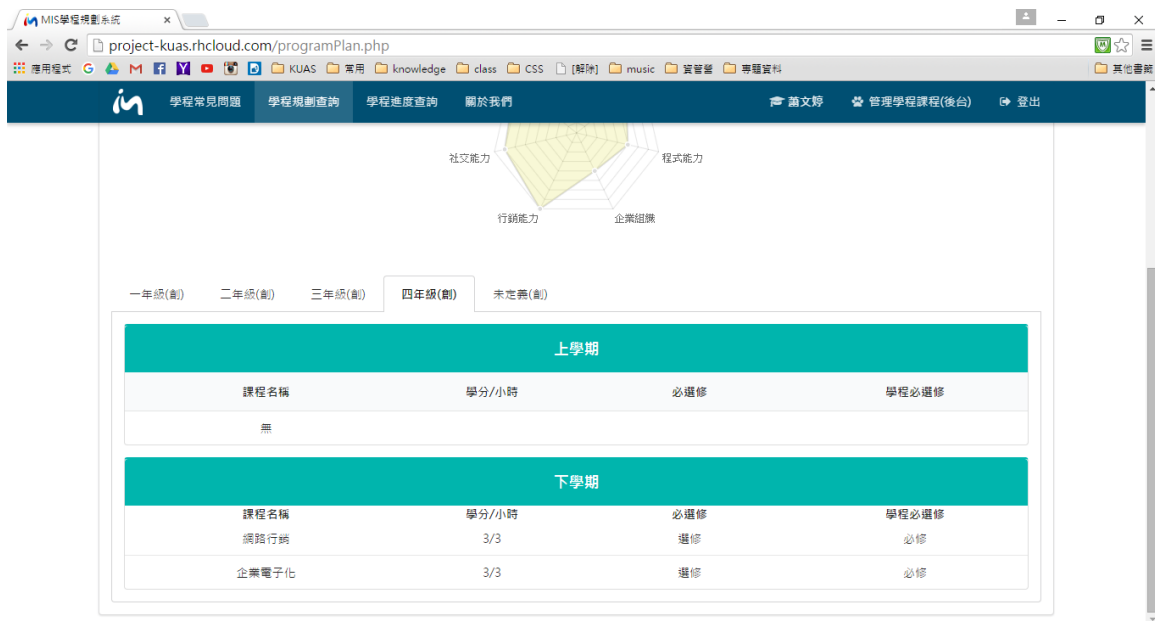 MIS學程規劃系統
project-kuas.rhcloud.com/programPlan.php
應用程式 KUAS 常用 knowledge class CSS [解除] music 資管營 專題資料 其他書籤
學程常見問題 學程規劃查詢 學程進度查詢 關於我們 蕭文婷 管理學程課程(後台) 登出
社交能力 程式能力
行銷能力 企業組織
一年級(創) 二年級(創) 三年級(創) 四年級(創) 未定義(創)
上學期
課程名稱 學分/小時 必選修 學程必選修
無
下學期
課程名稱 學分/小時 必選修 學程必選修
網路行銷 3/3 選修 必修
企業電子化 3/3 選修 必修